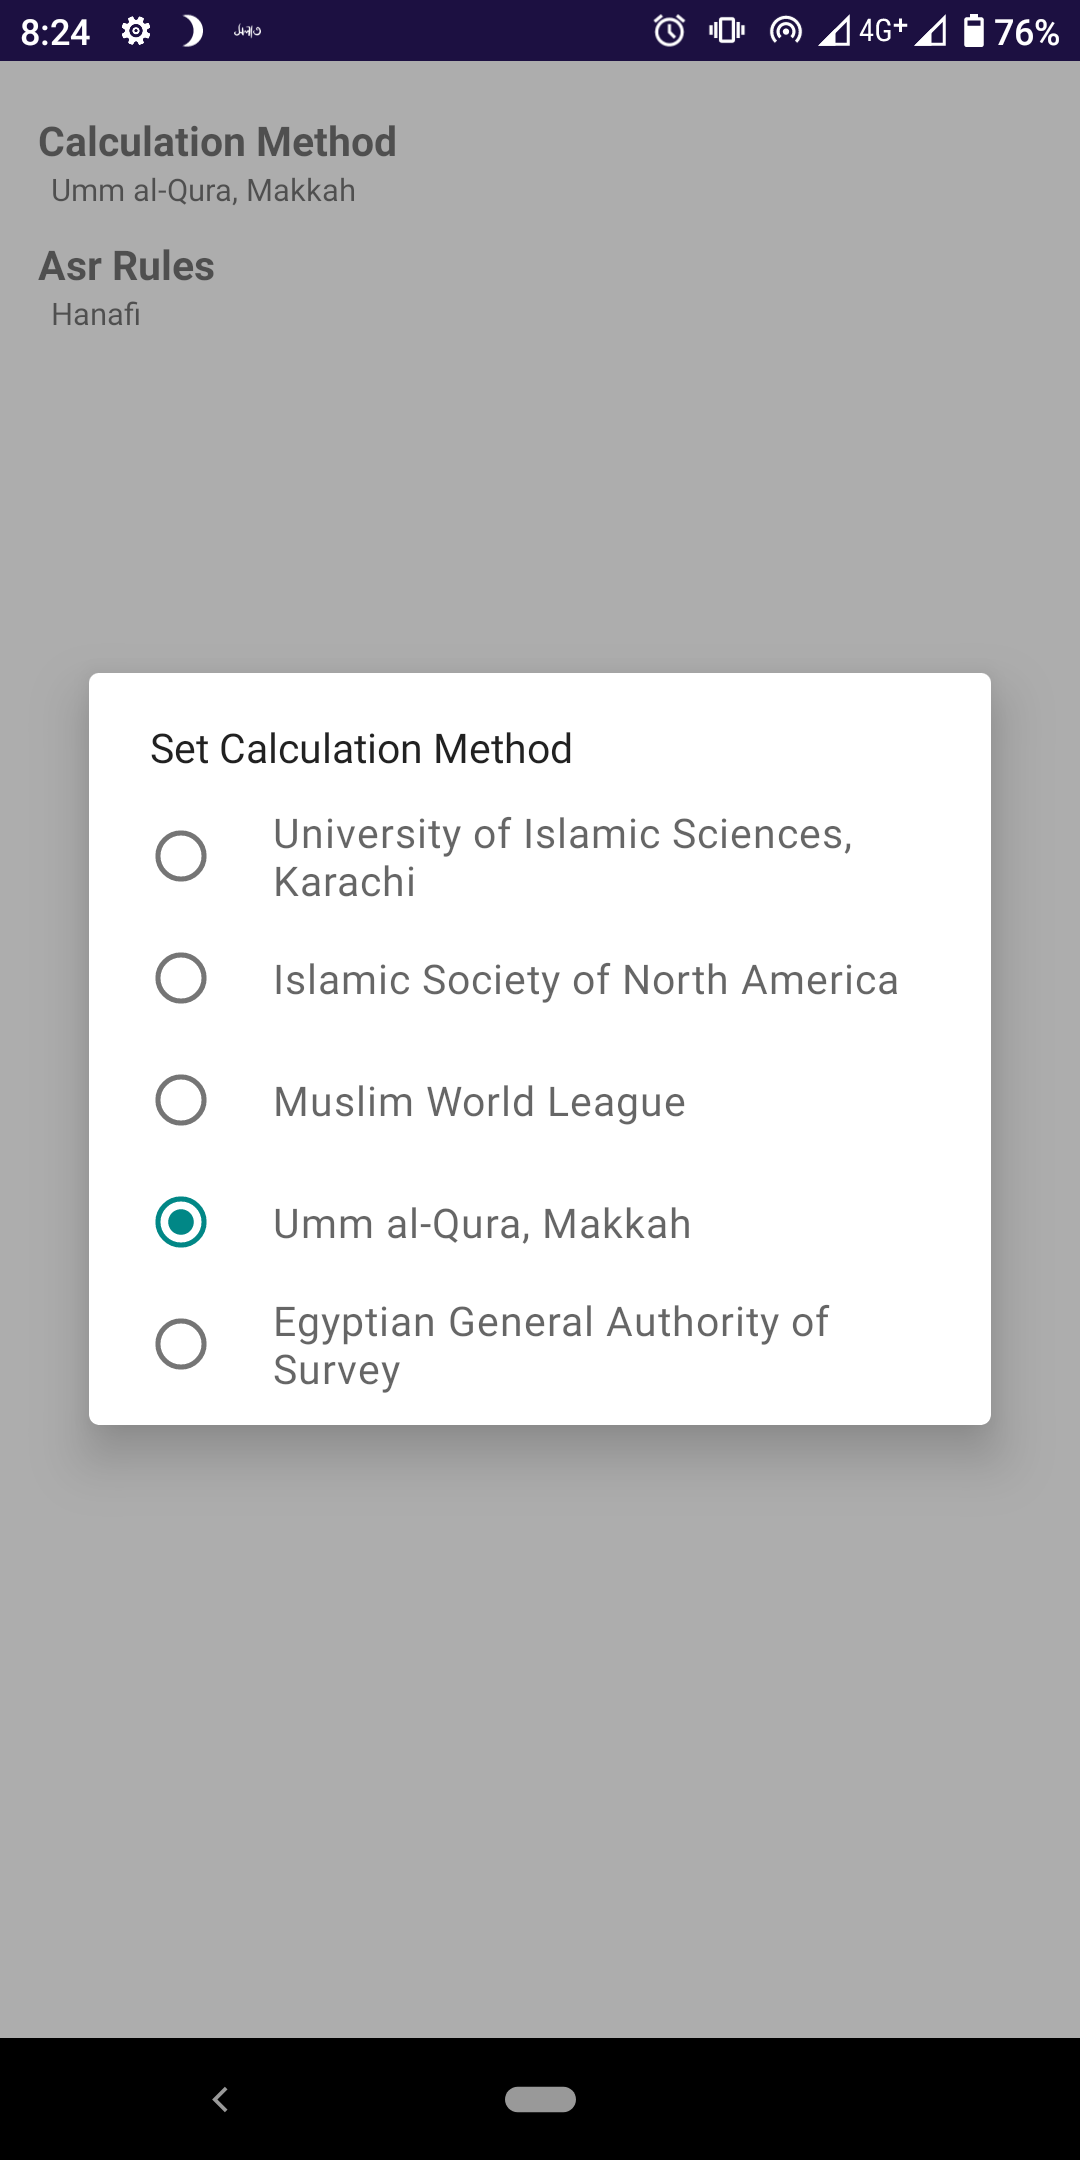 8:24 4G+ 76%
Calculation Method
Umm al-Qura, Makkah
Asr Rules
Hanafi
Set Calculation Method
University of Islamic Sciences,
Karachi
Islamic Society of North America
Muslim World League
Umm al-Qura, Makkah
Egyptian General Authority of
Survey